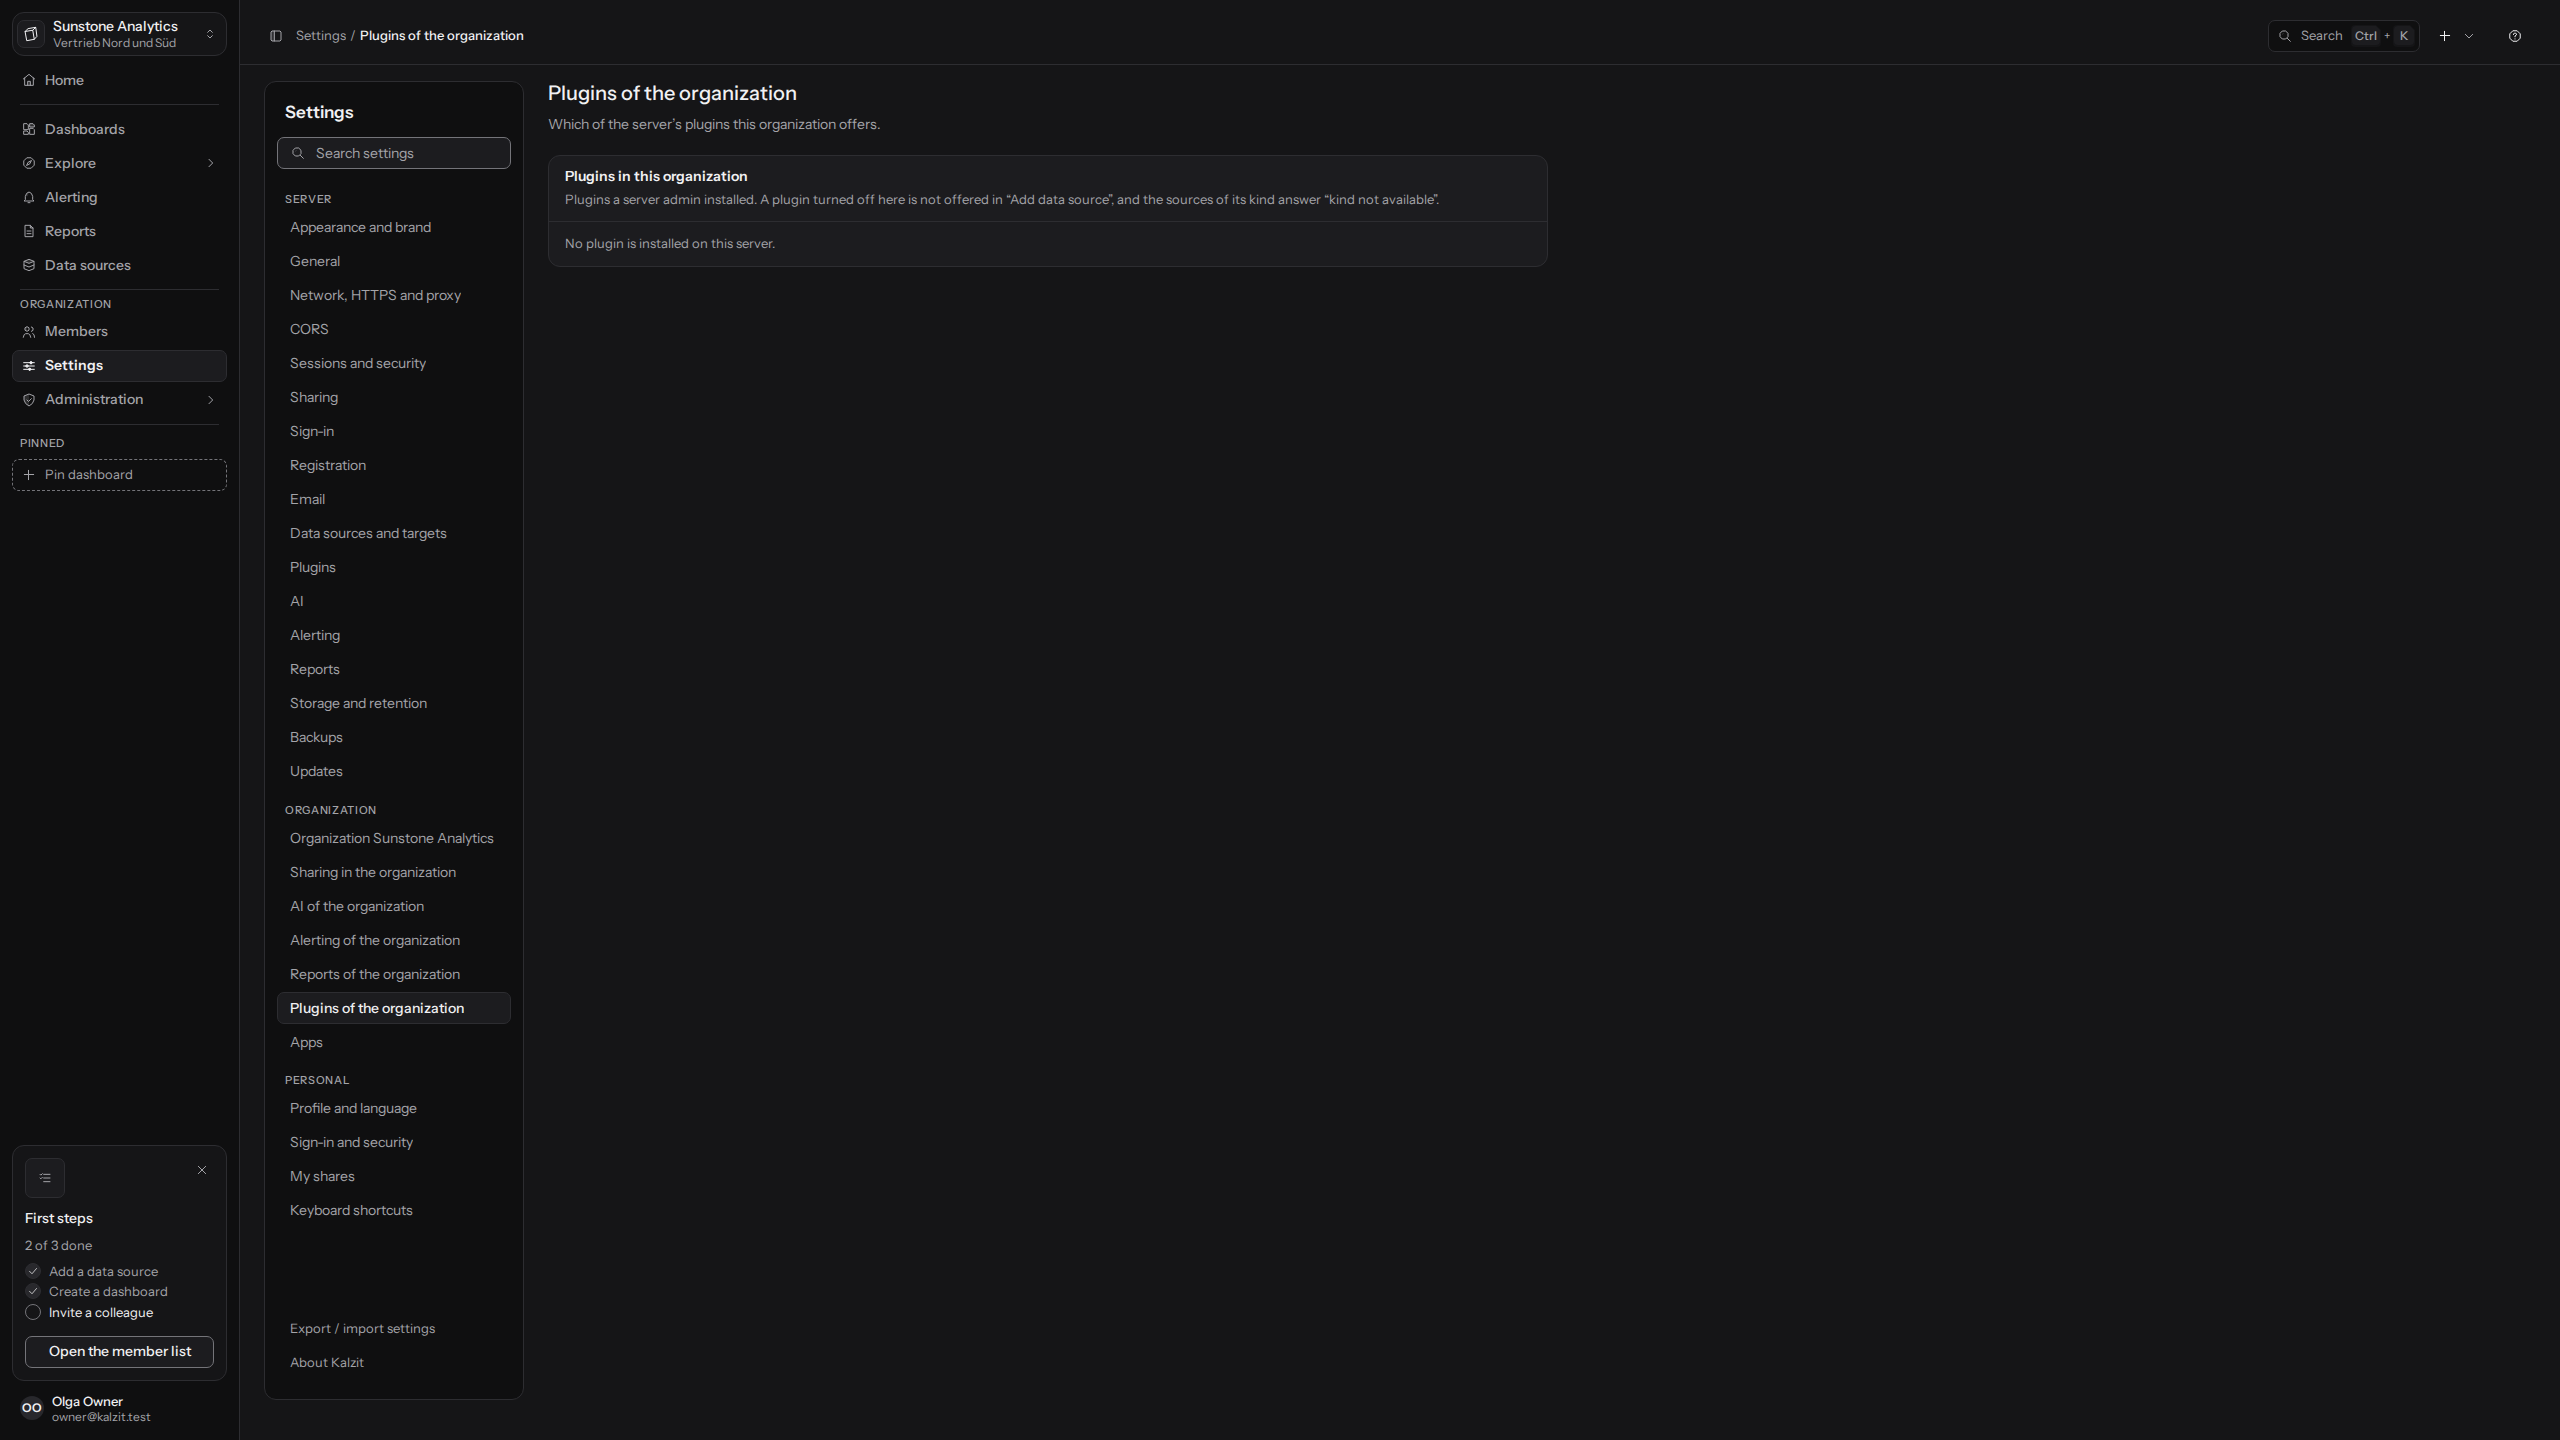 Sunstone Analytics
Vertrieb Nord und Süd
Home
Dashboards
Explore
Alerting
Reports
Data sources
ORGANIZATION
Members
Settings
Administration
PINNED
Pin dashboard
First steps
2 of 3 done
Add a data source
Create a dashboard
Invite a colleague
Open the member list
OO
Olga Owner
owner@kalzit.test
Settings / Plugins of the organization
Search Ctrl + K
Settings
Search settings
SERVER
Appearance and brand
General
Network, HTTPS and proxy
CORS
Sessions and security
Sharing
Sign-in
Registration
Email
Data sources and targets
Plugins
AI
Alerting
Reports
Storage and retention
Backups
Updates
ORGANIZATION
Organization Sunstone Analytics
Sharing in the organization
AI of the organization
Alerting of the organization
Reports of the organization
Plugins of the organization
Apps
PERSONAL
Profile and language
Sign-in and security
My shares
Keyboard shortcuts
Export / import settings
About Kalzit
Plugins of the organization
Which of the server's plugins this organization offers.
Plugins in this organization
Plugins a server admin installed. A plugin turned off here is not offered in “Add data source”, and the sources of its kind answer “kind not available”.
No plugin is installed on this server.